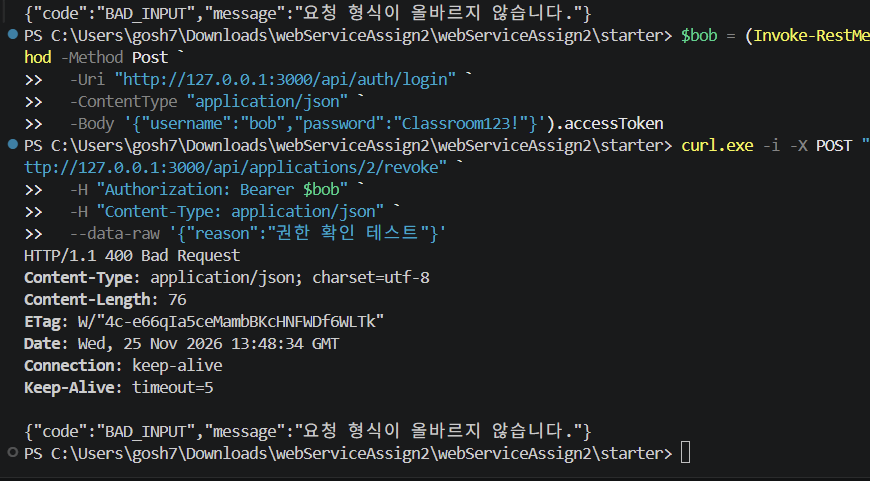 {"code":"BAD_INPUT","message":"요청 형식이 올바르지 않습니다."}
PS C:\Users\gosh7\Downloads\webServiceAssign2\webServiceAssign2\starter> $bob = (Invoke-RestMe
hod -Method Post `
>>   -Uri "http://127.0.0.1:3000/api/auth/login" `
>>   -ContentType "application/json" `
>>   -Body '{"username":"bob","password":"Classroom123!"}').accessToken
PS C:\Users\gosh7\Downloads\webServiceAssign2\webServiceAssign2\starter> curl.exe -i -X POST "
ttp://127.0.0.1:3000/api/applications/2/revoke" `
>>   -H "Authorization: Bearer $bob" `
>>   -H "Content-Type: application/json" `
>>   --data-raw '{"reason":"권한 확인 테스트"}'
HTTP/1.1 400 Bad Request
Content-Type: application/json; charset=utf-8
Content-Length: 76
ETag: W/"4c-e66qIa5ceMambBKcHNFWDf6WLTk"
Date: Wed, 25 Nov 2026 13:48:34 GMT
Connection: keep-alive
Keep-Alive: timeout=5
{"code":"BAD_INPUT","message":"요청 형식이 올바르지 않습니다."}
PS C:\Users\gosh7\Downloads\webServiceAssign2\webServiceAssign2\starter>